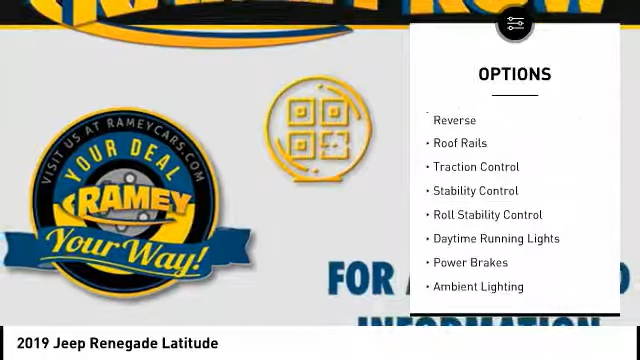 OPTIONS
Reverse
• Roof Rails
• Traction Control
• Stability Control
• Roll Stability Control
• Daytime Running Lights
• Power Brakes
• Ambient Lighting
VISIT US AT RAMEYCARS.COM
YOUR DEAL
RAMEY
Your Way!
FOR
INFORMATION
2019 Jeep Renegade Latitude